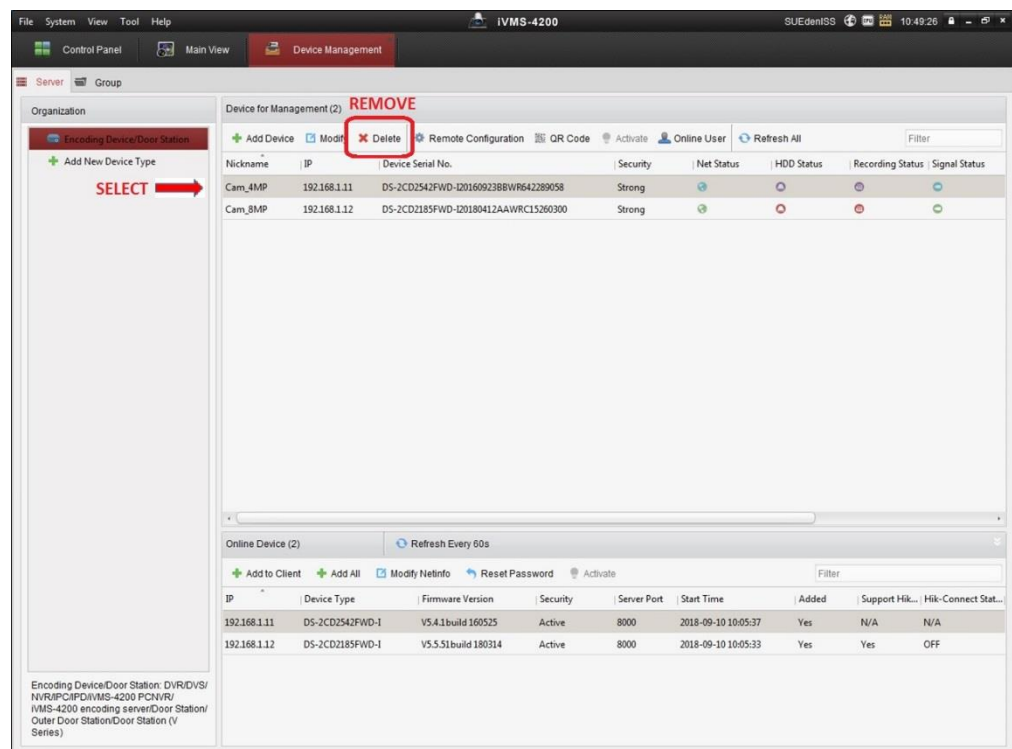 File System View Tool Help iVMS-4200 SUEdenISS 10:49:26
Control Panel Main View Device Management
Server Group
Organization
Encoding Device/Door Station
Add New Device Type
SELECT
Device for Management (2) REMOVE
Add Device Modify Delete Remote Configuration QR Code Activate Online User Refresh All Filter
Nickname IP Device Serial No. Security Net Status HDD Status Recording Status Signal Status
Cam_4MP 192.168.1.11 DS-2CD2542FWD-I20160923BBWR642289058 Strong
Cam_8MP 192.168.1.12 DS-2CD2185FWD-I20180412AAWRC15260300 Strong
Online Device (2) Refresh Every 60s
Add to Client Add All Modify Netinfo Reset Password Activate Filter
IP Device Type Firmware Version Security Server Port Start Time Added Support Hik... Hik-Connect Stat...
192.168.1.11 DS-2CD2542FWD-I V5.4.1build 160525 Active 8000 2018-09-10 10:05:37 Yes N/A N/A
192.168.1.12 DS-2CD2185FWD-I V5.5.51build 180314 Active 8000 2018-09-10 10:05:33 Yes Yes OFF
Encoding Device/Door Station: DVR/DVS/
NVR/IPC/IPD/iVMS-4200 PCNVR/
iVMS-4200 encoding server/Door Station/
Outer Door Station/Door Station (V
Series)